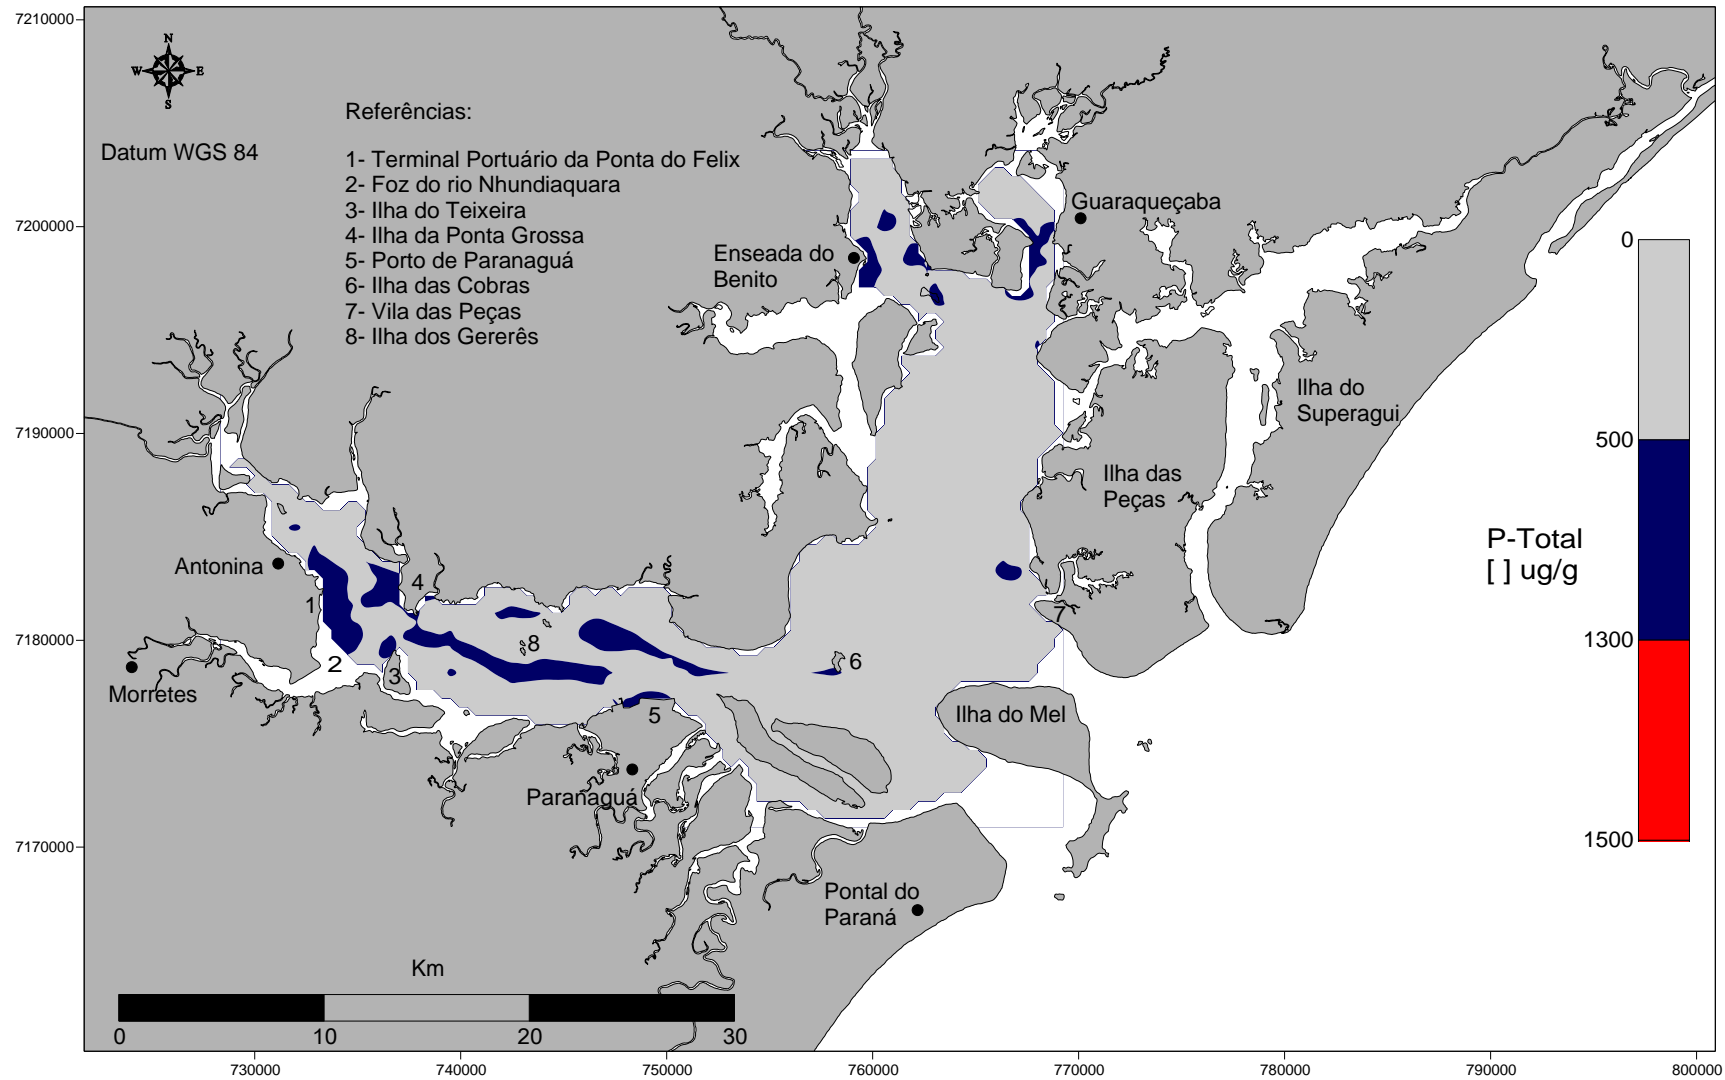 7210000
N
W
E
S
Referências:
Datum WGS 84
1- Terminal Portuário da Ponta do Felix
2- Foz do rio Nhundiaquara
3- Ilha do Teixeira
4- Ilha da Ponta Grossa
5- Porto de Paranaguá
6- Ilha das Cobras
7- Vila das Peças
8- Ilha dos Gererês
7200000
Guaraqueçaba
Enseada do
Benito
0
Ilha do
Superagui
7190000
500
Ilha das
Peças
P-Total
[ ] ug/g
Antonina
4
1
7
7180000
8
1300
2
6
3
Morretes
5
Ilha do Mel
Paranaguá
7170000
1500
Pontal do
Paraná
Km
0
10
20
30
730000
740000
750000
760000
770000
780000
790000
800000